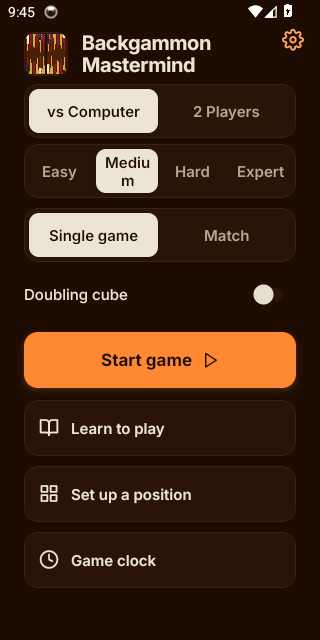 9:45
Backgammon
Mastermind
vs Computer
2 Players
Easy
Mediu
m
Hard
Expert
Single game
Match
Doubling cube
Start game
Learn to play
Set up a position
Game clock